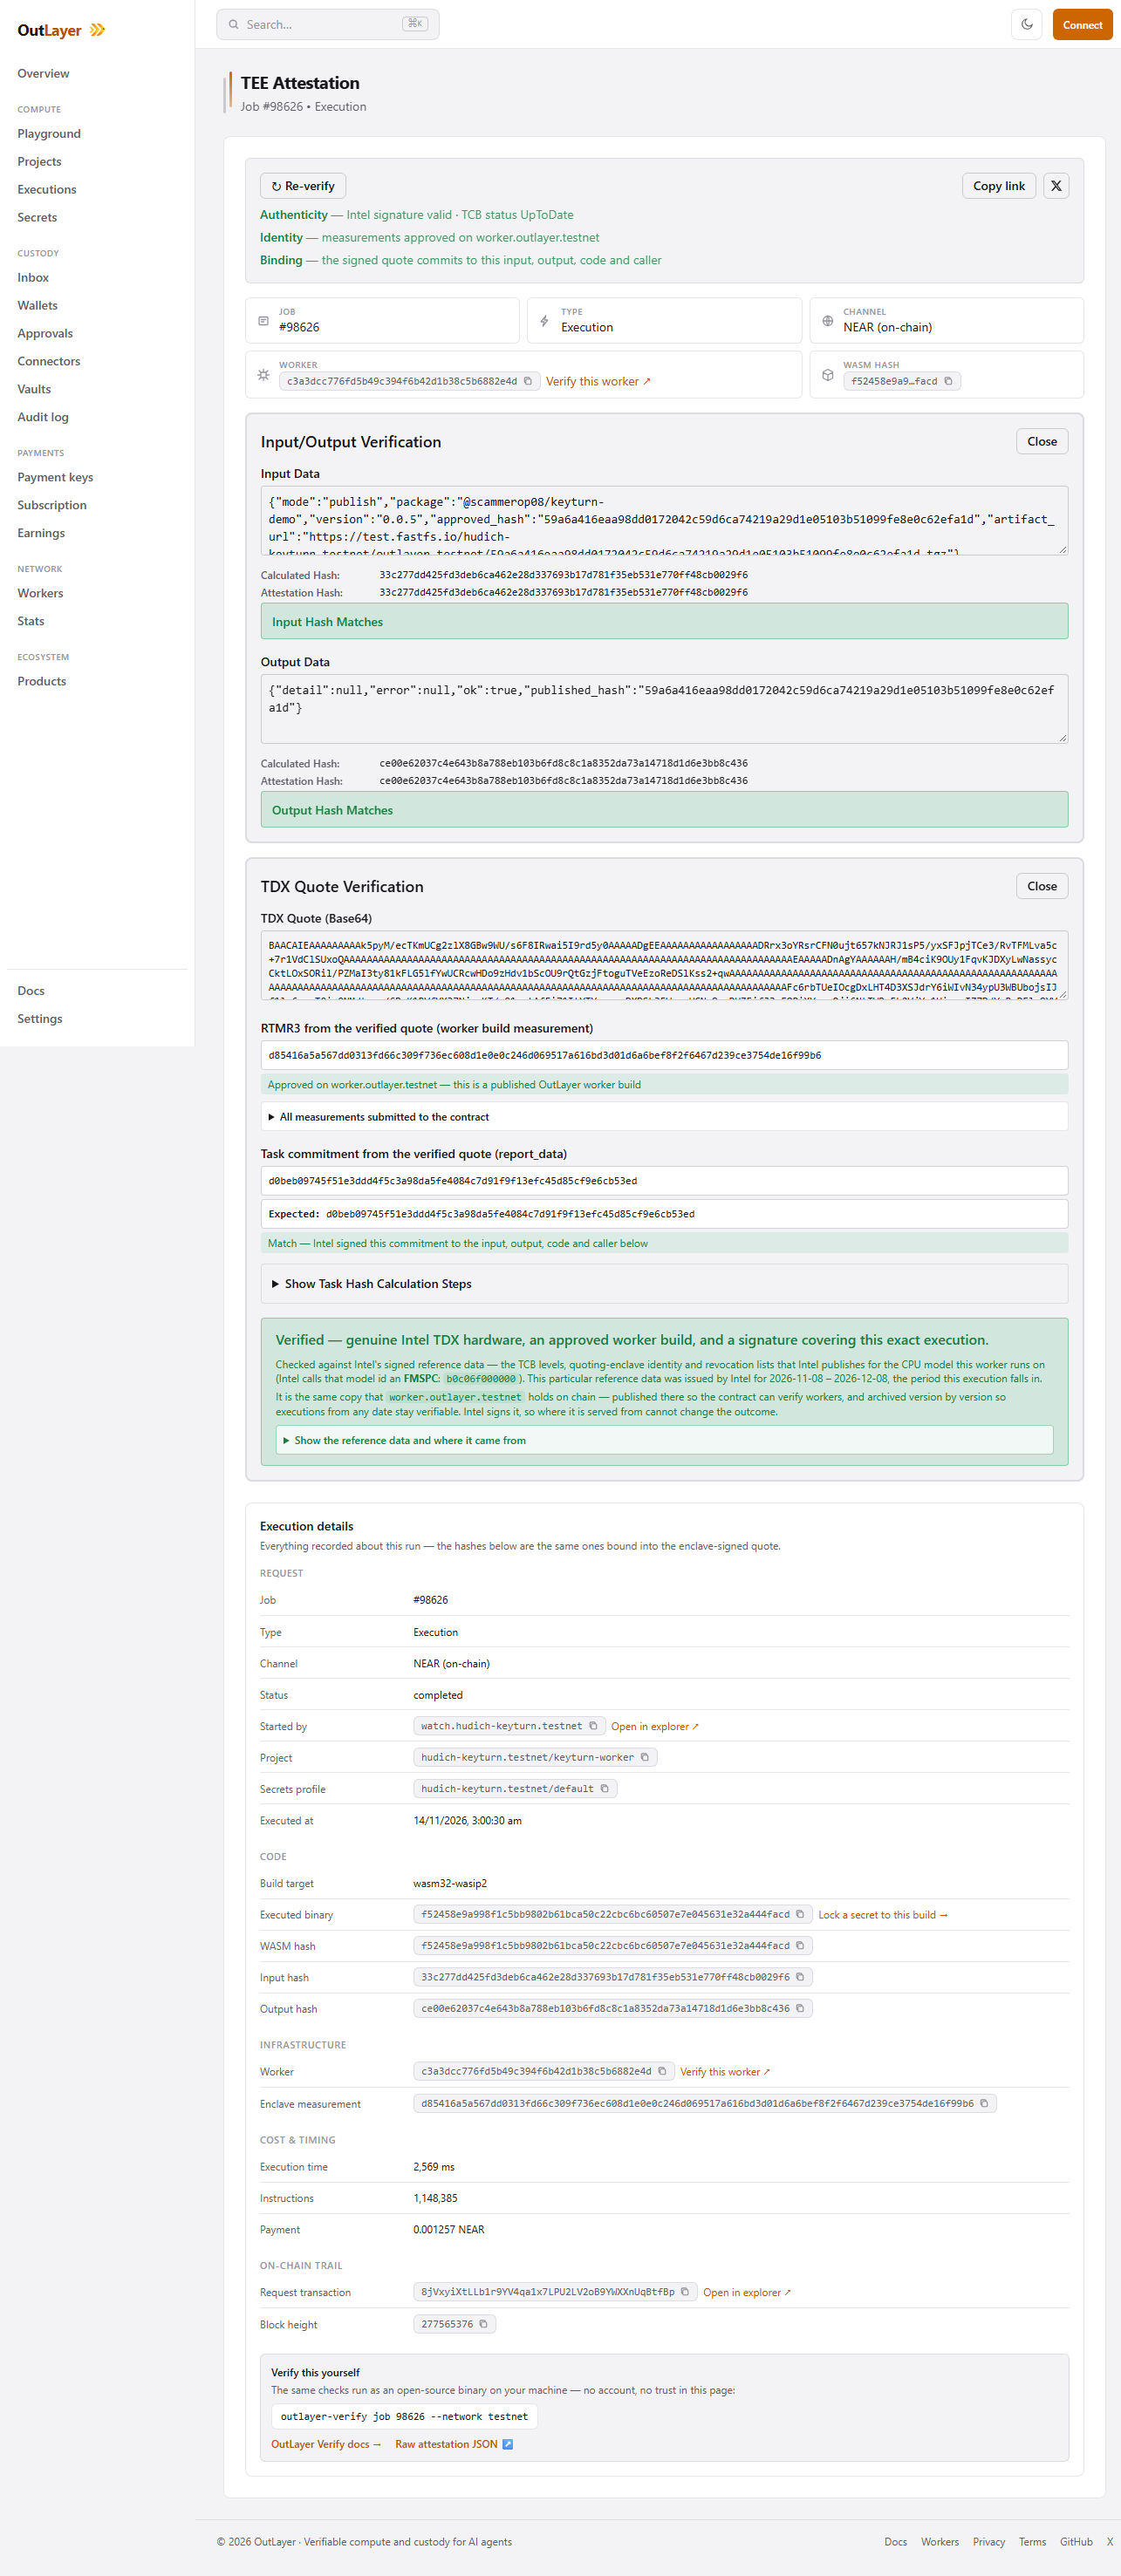 OutLayer
Search...
⌘K
Connect
Overview
COMPUTE
Playground
Projects
Executions
Secrets
CUSTODY
Inbox
Wallets
Approvals
Connectors
Vaults
Audit log
PAYMENTS
Payment keys
Subscription
Earnings
NETWORK
Workers
Stats
ECOSYSTEM
Products
Docs
Settings
TEE Attestation
Job #98626 • Execution
↻ Re-verify
Copy link
Authenticity — Intel signature valid · TCB status UpToDate
Identity — measurements approved on worker.outlayer.testnet
Binding — the signed quote commits to this input, output, code and caller
JOB
#98626
TYPE
Execution
CHANNEL
NEAR (on-chain)
WORKER
c3a3dcc776fd5b49c394f6b42d1b38c5b6882e4d Verify this worker ↗
WASM HASH
f52458e9a9…facd
Input/Output Verification
Close
Input Data
{"mode":"publish","package":"@scammerop08/keyturn-
demo","version":"0.0.5","approved_hash":"59a6a416eaa98dd0172042c59d6ca74219a29d1e05103b51099fe8e0c62efa1d","artifact_
url":"https://test.fastfs.io/hudich-
keyturn.testnet/outlayer.testnet/59a6a416eaa98dd0172042c59d6ca74219a29d1e05103b51099fe8e0c62efa1d.tgz"}
Calculated Hash: 33c277dd425fd3deb6ca462e28d337693b17d781f35eb531e770ff48cb0029f6
Attestation Hash: 33c277dd425fd3deb6ca462e28d337693b17d781f35eb531e770ff48cb0029f6
Input Hash Matches
Output Data
{"detail":null,"error":null,"ok":true,"published_hash":"59a6a416eaa98dd0172042c59d6ca74219a29d1e05103b51099fe8e0c62ef
a1d"}
Calculated Hash: ce00e62037c4e643b8a788eb103b6fd8c8c1a8352da73a14718d1d6e3bb8c436
Attestation Hash: ce00e62037c4e643b8a788eb103b6fd8c8c1a8352da73a14718d1d6e3bb8c436
Output Hash Matches
TDX Quote Verification
Close
TDX Quote (Base64)
RTMR3 from the verified quote (worker build measurement)
d85416a5a567dd0313fd66c309f736ec608d1e0e0c246d069517a616bd3d01d6a6bef8f2f6467d239ce3754de16f99b6
Approved on worker.outlayer.testnet — this is a published OutLayer worker build
▶ All measurements submitted to the contract
Task commitment from the verified quote (report_data)
d0beb09745f51e3ddd4f5c3a98da5fe4084c7d91f9f13efc45d85cf9e6cb53ed
Expected: d0beb09745f51e3ddd4f5c3a98da5fe4084c7d91f9f13efc45d85cf9e6cb53ed
Match — Intel signed this commitment to the input, output, code and caller below
▶ Show Task Hash Calculation Steps
Verified — genuine Intel TDX hardware, an approved worker build, and a signature covering this exact execution.
Checked against Intel's signed reference data — the TCB levels, quoting-enclave identity and revocation lists that Intel publishes for the CPU model this worker runs on
(Intel calls that model id an FMSPC: b0c06f000000 ). This particular reference data was issued by Intel for 2026-11-08 – 2026-12-08, the period this execution falls in.
It is the same copy that worker.outlayer.testnet holds on chain — published there so the contract can verify workers, and archived version by version so
executions from any date stay verifiable. Intel signs it, so where it is served from cannot change the outcome.
▶ Show the reference data and where it came from
Execution details
Everything recorded about this run — the hashes below are the same ones bound into the enclave-signed quote.
REQUEST
Job #98626
Type Execution
Channel NEAR (on-chain)
Status completed
Started by watch.hudich-keyturn.testnet Open in explorer ↗
Project hudich-keyturn.testnet/keyturn-worker
Secrets profile hudich-keyturn.testnet/default
Executed at 14/11/2026, 3:00:30 am
CODE
Build target wasm32-wasip2
Executed binary f52458e9a998f1c5bb9802b61bca50c22cbc6bc60507e7e045631e32a444facd Lock a secret to this build →
WASM hash f52458e9a998f1c5bb9802b61bca50c22cbc6bc60507e7e045631e32a444facd
Input hash 33c277dd425fd3deb6ca462e28d337693b17d781f35eb531e770ff48cb0029f6
Output hash ce00e62037c4e643b8a788eb103b6fd8c8c1a8352da73a14718d1d6e3bb8c436
INFRASTRUCTURE
Worker c3a3dcc776fd5b49c394f6b42d1b38c5b6882e4d Verify this worker ↗
Enclave measurement d85416a5a567dd0313fd66c309f736ec608d1e0e0c246d069517a616bd3d01d6a6bef8f2f6467d239ce3754de16f99b6
COST & TIMING
Execution time 2,569 ms
Instructions 1,148,385
Payment 0.001257 NEAR
ON-CHAIN TRAIL
Request transaction 8jVxyiXtLLb1r9YV4qa1x7LPU2LV2oB9YWXXnUqBtfBp Open in explorer ↗
Block height 277565376
Verify this yourself
The same checks run as an open-source binary on your machine — no account, no trust in this page:
outlayer-verify job 98626 --network testnet
OutLayer Verify docs → Raw attestation JSON ↗
© 2026 OutLayer · Verifiable compute and custody for AI agents
Docs Workers Privacy Terms GitHub X